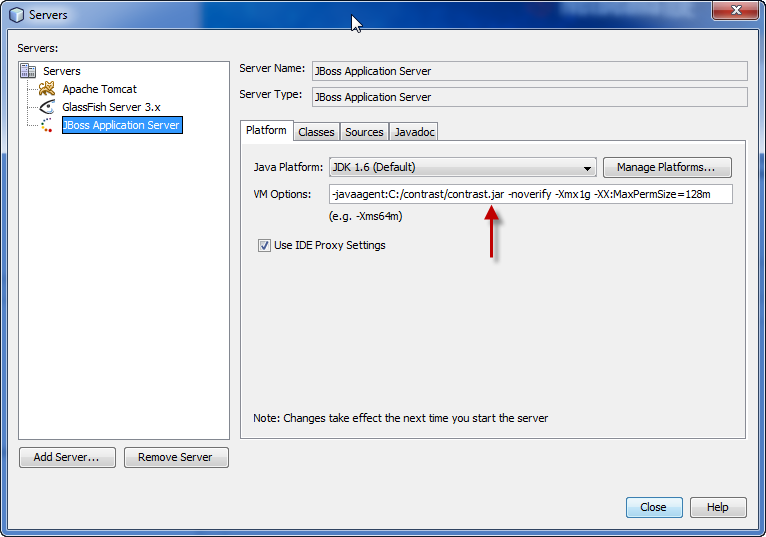 Servers
Servers:
Servers
Apache Tomcat
GlassFish Server 3.x
JBoss Application Server
Add Server...
Remove Server
Server Name: JBoss Application Server
Server Type: JBoss Application Server
Platform Classes Sources Javadoc
Java Platform: JDK 1.6 (Default) Manage Platforms...
VM Options: -javaagent:C:/contrast/contrast.jar -noverify -Xmx1g -XX:MaxPermSize=128m
(e.g. -Xms64m)
Use IDE Proxy Settings
Note: Changes take effect the next time you start the server
Close Help